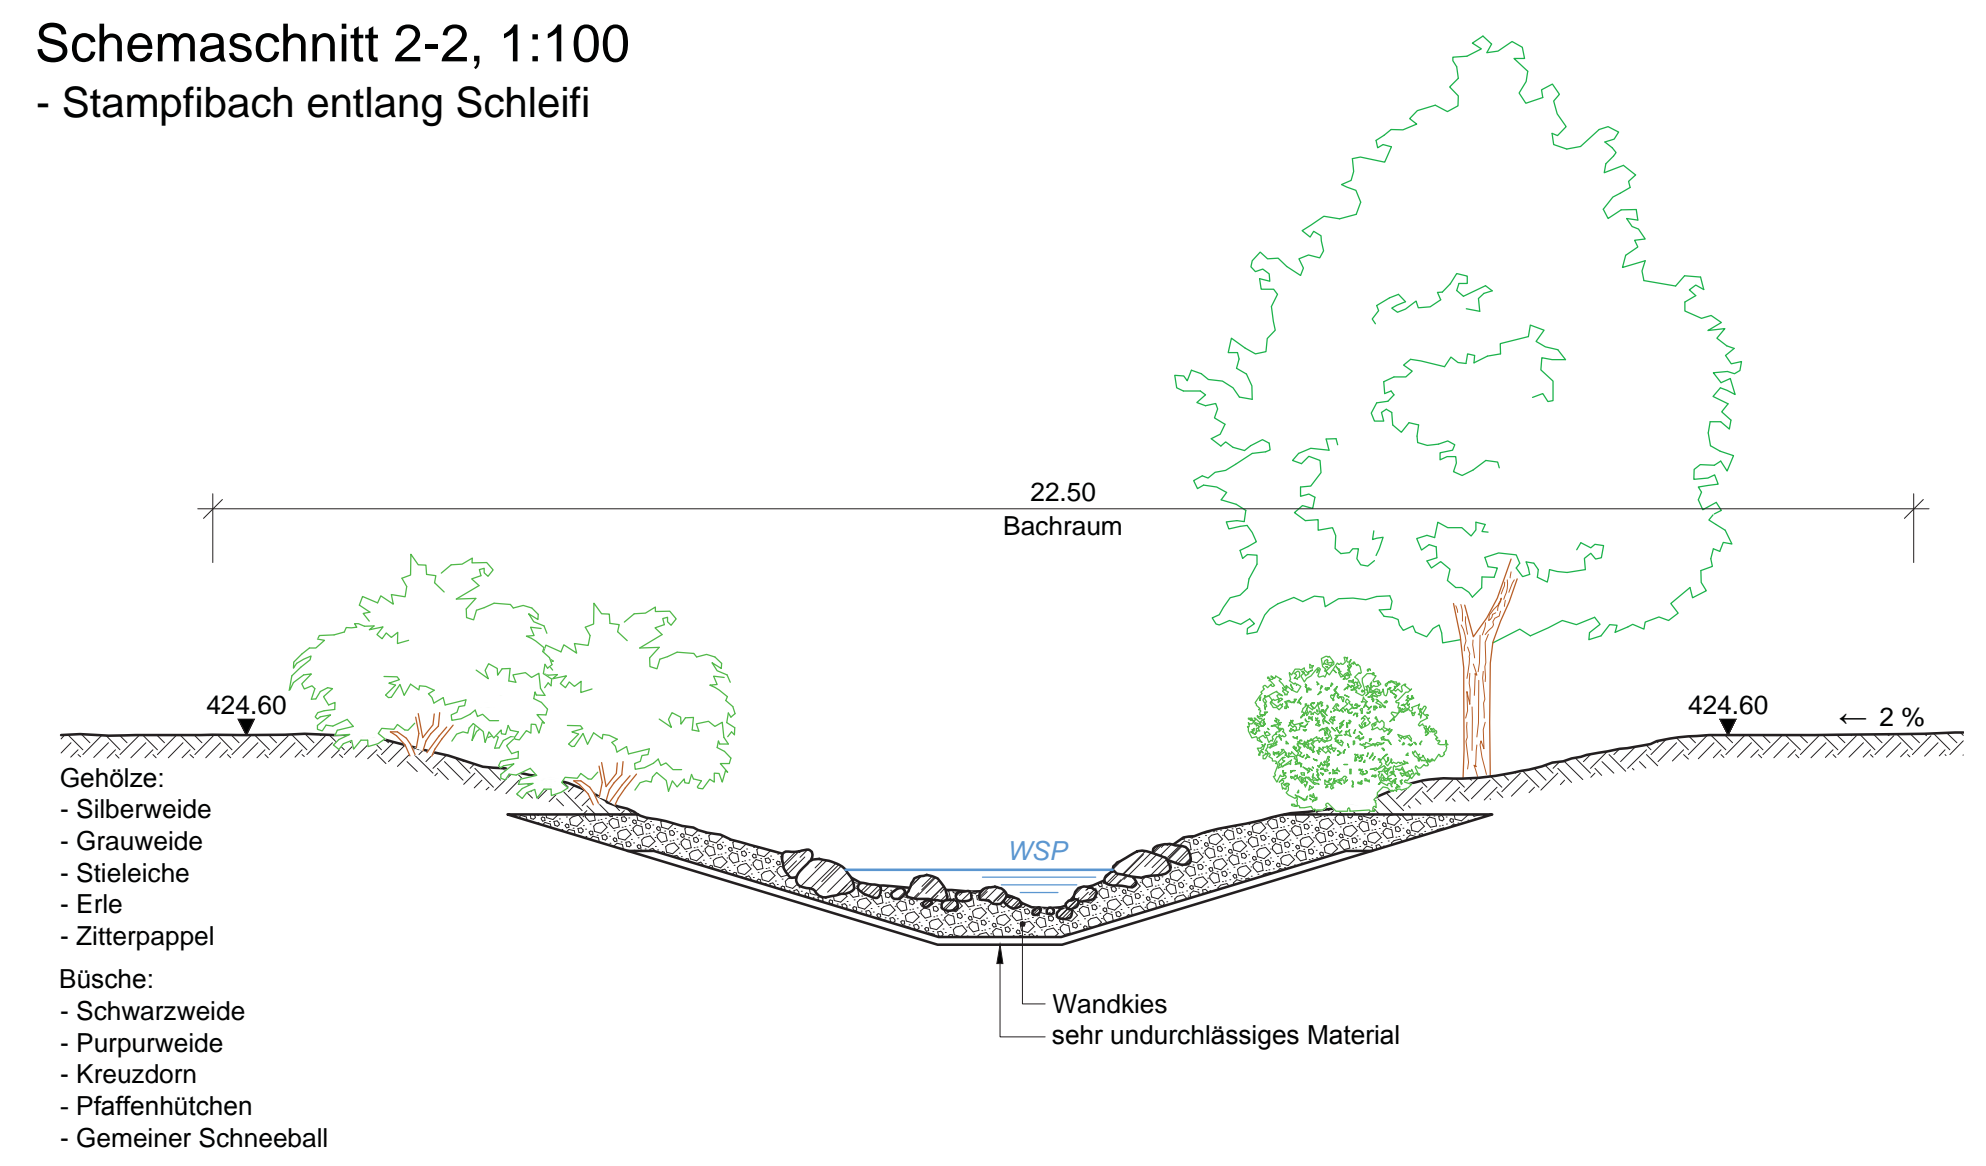 Schemaschnitt 2-2, 1:100
- Stampfibach entlang Schleifi
22.50
Bachraum
424.60
424.60
← 2 %
WSP
Gehölze:
- Silberweide
- Grauweide
- Stieleiche
- Erle
- Zitterpappel
Büsche:
- Schwarzweide
- Purpurweide
- Kreuzdorn
- Pfaffenhütchen
- Gemeiner Schneeball
Wandkies
sehr undurchlässiges Material